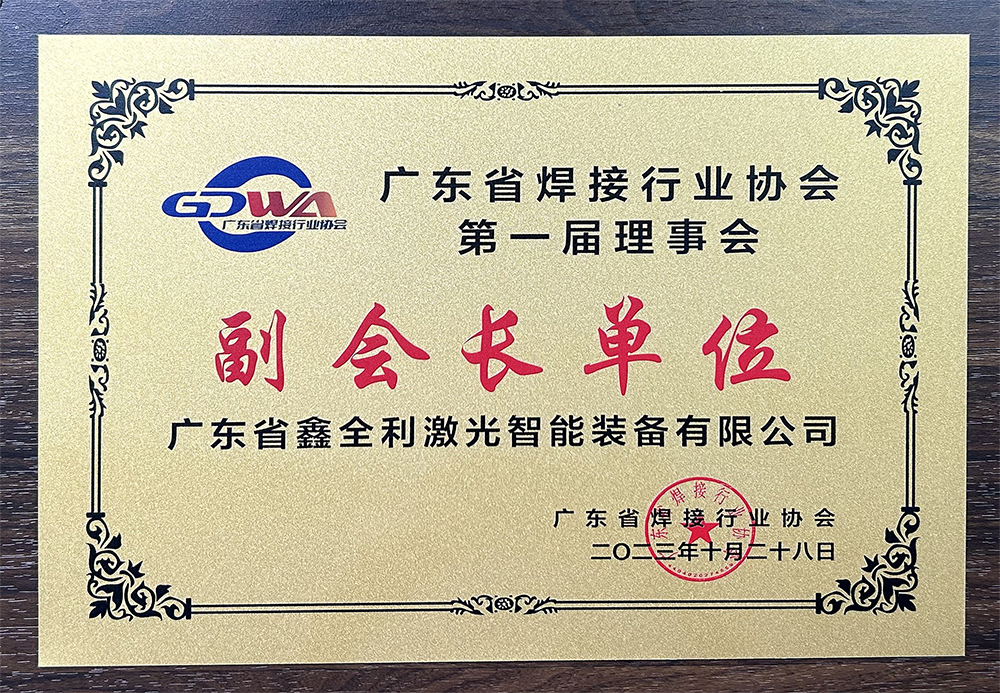 GDWA
广东省焊接行业协会
广东省焊接行业协会
第一届理事会
副会长单位
广东省鑫全利激光智能装备有限公司
广东省焊接行业协会
二〇二三年十月二十八日